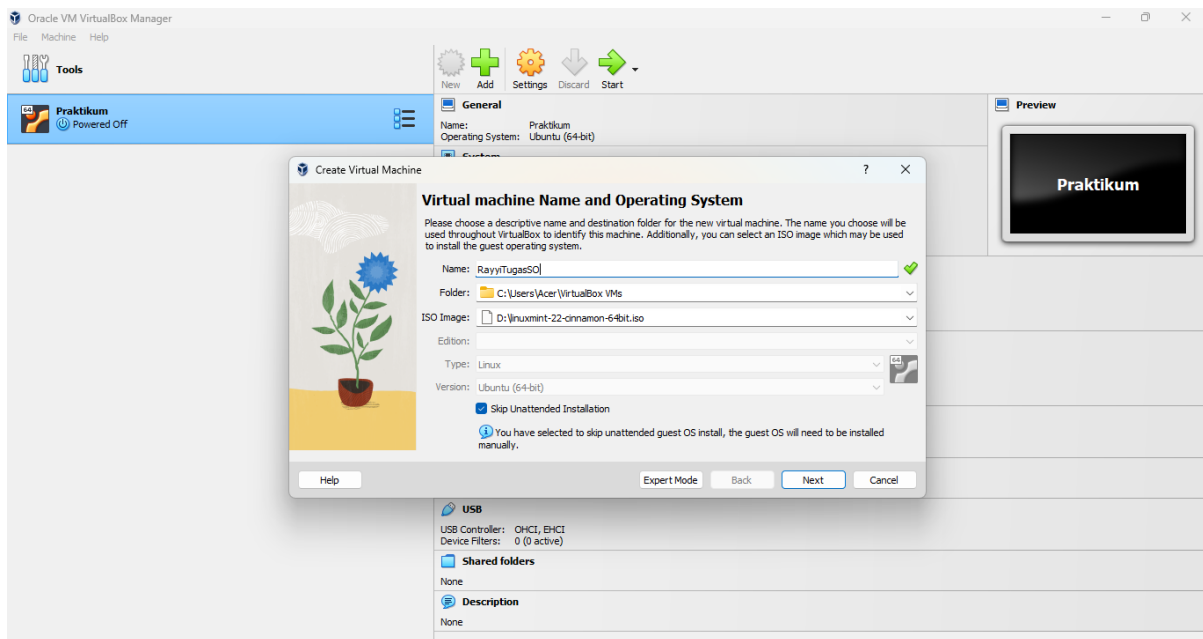 Oracle VM VirtualBox Manager
File Machine Help
Tools
New Add Settings Discard Start
64
Praktikum
Powered Off
General
Name: Praktikum
Operating System: Ubuntu (64-bit)
Preview
Praktikum
Create Virtual Machine ?
Virtual machine Name and Operating System
Please choose a descriptive name and destination folder for the new virtual machine. The name you choose will be
used throughout VirtualBox to identify this machine. Additionally, you can select an ISO image which may be used
to install the guest operating system.
Name: RayyiTugasSO
Folder: C:\Users\Acer\VirtualBox VMs
ISO Image: D:\linuxmint-22-cinnamon-64bit.iso
Edition:
Type: Linux
64
Version: Ubuntu (64-bit)
Skip Unattended Installation
You have selected to skip unattended guest OS install, the guest OS will need to be installed
manually.
Help Expert Mode Back Next Cancel
USB
USB Controller: OHCI, EHCI
Device Filters: 0 (0 active)
Shared folders
None
Description
None